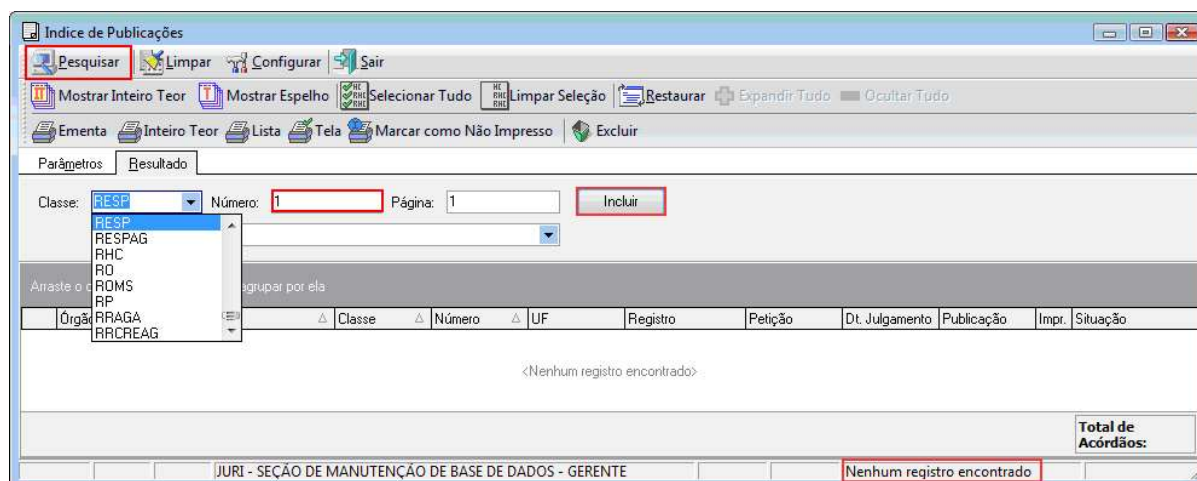 Indice de Publicações
Pesquisar Limpar Configurar Sair
Mostrar Inteiro Teor Mostrar Espelho Selecionar Tudo Limpar Seleção Restaurar Expandir Tudo Ocultar Tudo
Ementa Inteiro Teor Lista Tela Marcar como Não Impresso Excluir
Parâmetros Resultado
Classe: RESP Número: 1 Página: 1 Incluir
RESP
RESPAG
RHC
RO
ROMS
RP
RRAGA
RRCREAG
Arraste o agrupar por ela
Classe Número UF Registro Petição Dt. Julgamento Publicação Impr. Situação
<Nenhum registro encontrado>
Total de
Acórdãos:
JURI - SEÇÃO DE MANUTENÇÃO DE BASE DE DADOS - GERENTE Nenhum registro encontrado